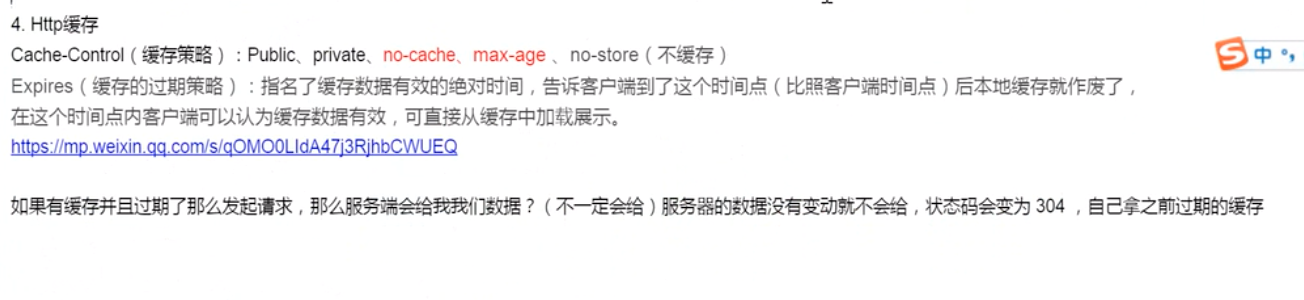 4. Http缓存
Cache-Control（缓存策略）：Public、private、no-cache、max-age 、no-store（不缓存）
S 中 °，
Expires（缓存的过期策略）：指名了缓存数据有效的绝对时间，告诉客户端到了这个时间点（比照客户端时间点）后本地缓存就作废了，
在这个时间点内客户端可以认为缓存数据有效，可直接从缓存中加载展示。
https://mp.weixin.qq.com/s/qOMO0LIdA47j3RjhbCWUEQ
如果有缓存并且过期了那么发起请求，那么服务端会给我我们数据？（不一定会给）服务器的数据没有变动就不会给，状态码会变为 304 ，自己拿之前过期的缓存